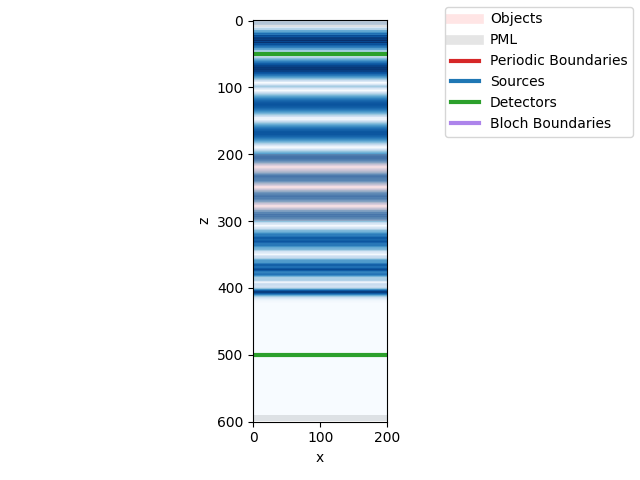 Objects
PML
Periodic Boundaries
Sources
Detectors
Bloch Boundaries
0
100
200
300
400
500
600
z
0
100
200
x